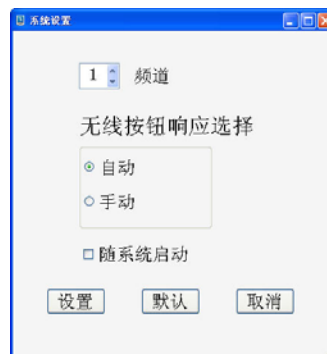 系统设置
1 频道
无线按钮响应选择
自动
手动
随系统启动
设置 默认 取消